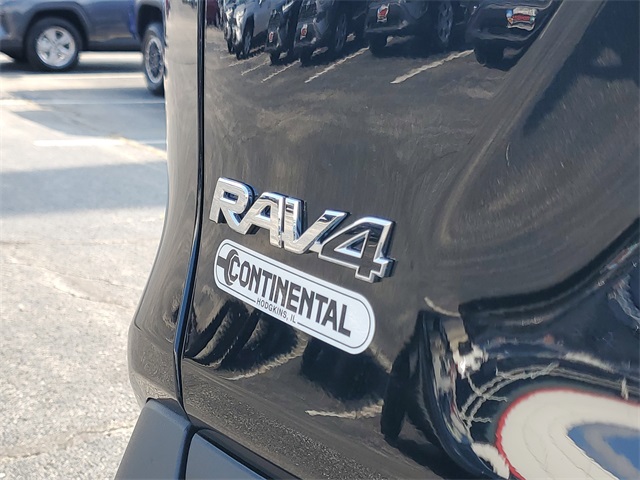 RAV4
CONTINENTAL
HODGKINS, IL